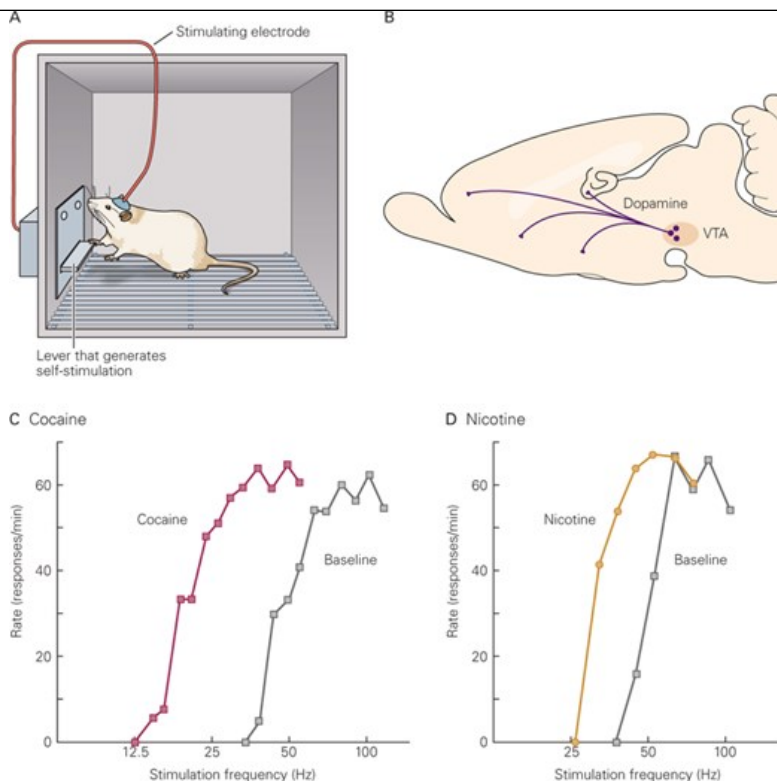 A
Stimulating electrode
Lever that generates
self-stimulation
B
Dopamine
VTA
C Cocaine
60
40
20
0
Rate (responses/min)
Cocaine
Baseline
12.5 25 50 100
Stimulation frequency (Hz)
D Nicotine
60
40
20
0
Rate (responses/min)
Nicotine
Baseline
25 50 100
Stimulation frequency (Hz)